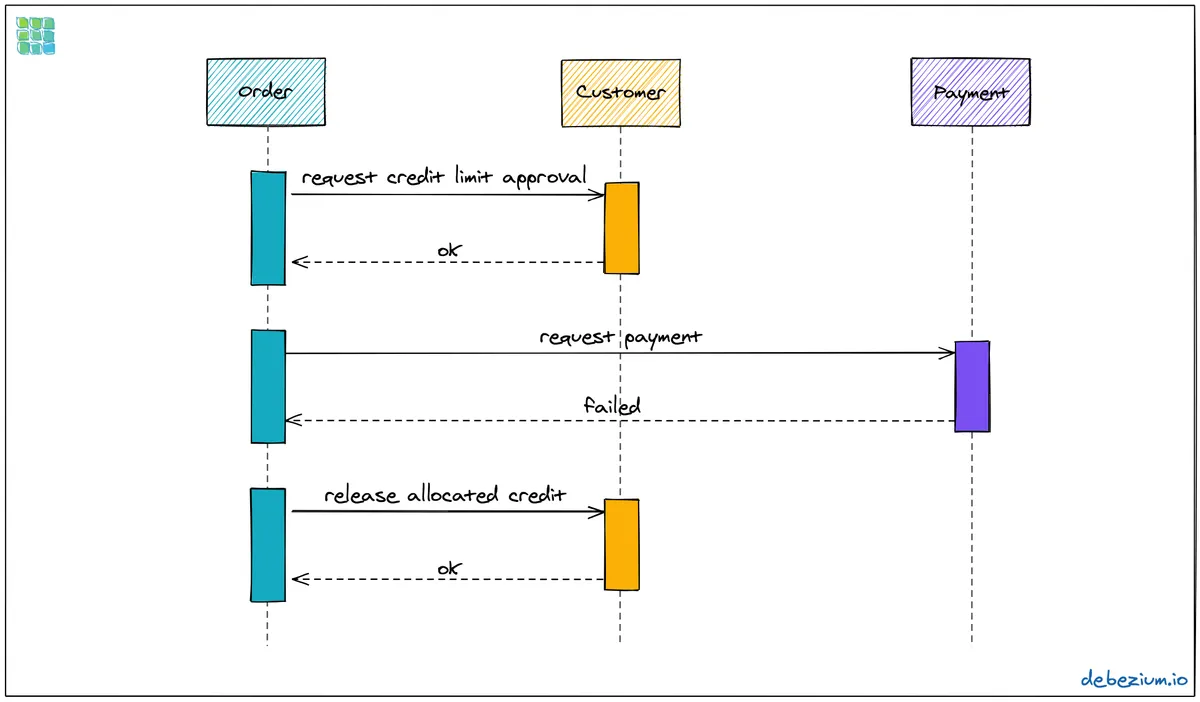 Order
Customer
Payment
request credit limit approval
ok
request payment
failed
release allocated credit
ok
debezium.io